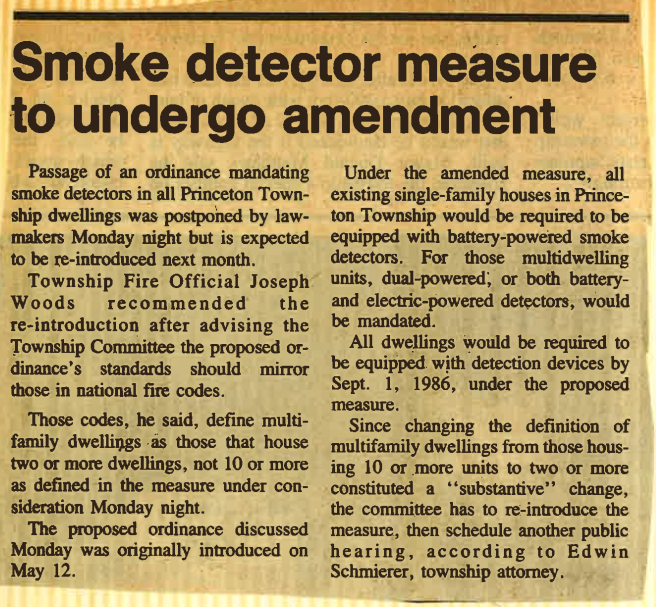 Smoke detector measure
to undergo amendment
Passage of an ordinance mandating
smoke detectors in all Princeton Town-
ship dwellings was postponed by law-
makers Monday night but is expected
to be re-introduced next month.
Township Fire Official Joseph
Woods recommended the
re-introduction after advising the
Township Committee the proposed or-
dinance's standards should mirror
those in national fire codes.
Those codes, he said, define multi-
family dwellings as those that house
two or more dwellings, not 10 or more
as defined in the measure under con-
sideration Monday night.
The proposed ordinance discussed
Monday was originally introduced on
May 12.
Under the amended measure, all
existing single-family houses in Prince-
ton Township would be required to be
equipped with battery-powered smoke
detectors. For those multidwelling
units, dual-powered, or both battery-
and electric-powered detectors, would
be mandated.
All dwellings would be required to
be equipped with detection devices by
Sept. 1, 1986, under the proposed
measure.
Since changing the definition of
multifamily dwellings from those hous-
ing 10 or more units to two or more
constituted a "substantive" change,
the committee has to re-introduce the
measure, then schedule another public
hearing, according to Edwin
Schmierer, township attorney.